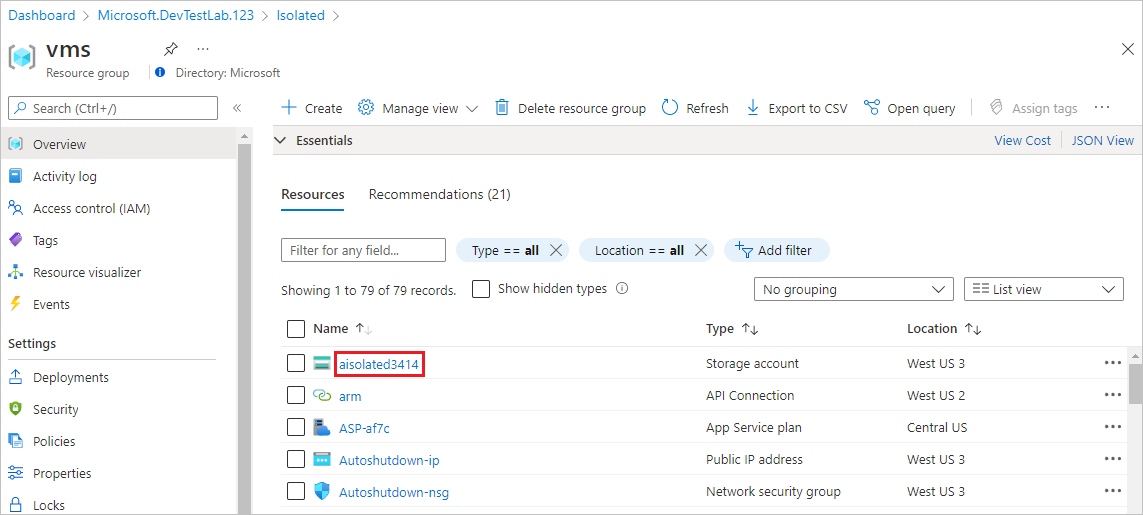 Dashboard > Microsoft.DevTestLab.123 > Isolated >
vms
Resource group
Directory: Microsoft
Search (Ctrl+/)
Overview
Activity log
Access control (IAM)
Tags
Resource visualizer
Events
Settings
Deployments
Security
Policies
Properties
Locks
Create Manage view Delete resource group Refresh Export to CSV Open query Assign tags
Essentials View Cost JSON View
Resources Recommendations (21)
Filter for any field... Type == all Location == all Add filter
Showing 1 to 79 of 79 records. Show hidden types No grouping List view
Name Type Location
aisolated3414 Storage account West US 3
arm API Connection West US 2
ASP-af7c App Service plan Central US
Autoshutdown-ip Public IP address West US 3
Autoshutdown-nsg Network security group West US 3